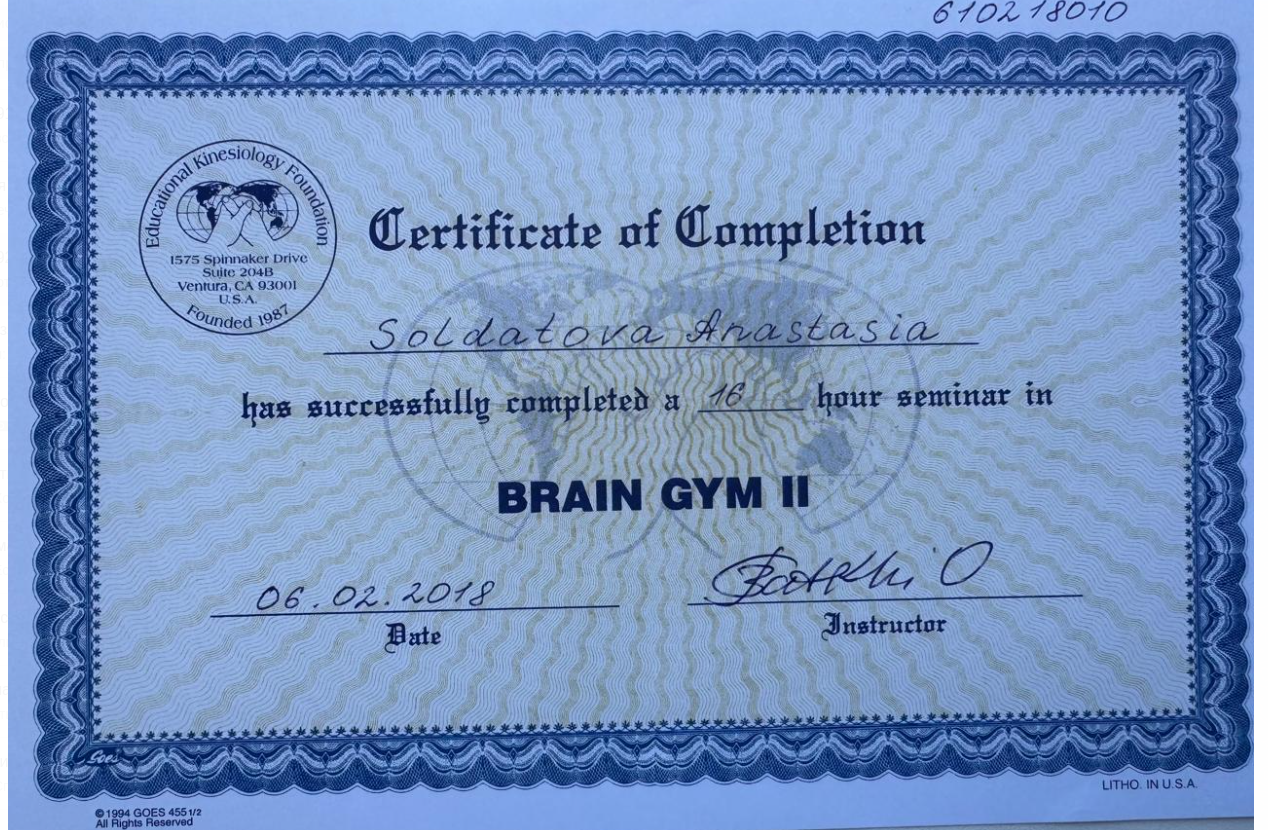 610218010
Educational Kinesiology Foundation
1575 Spinnaker Drive
Suite 204B
Ventura, CA 93001
U.S.A.
Founded 1987
Certificate of Completion
Soldatova Anastasia
has successfully completed a 16 hour seminar in
BRAIN GYM II
06.02.2018
Date
Instructor
Goes
LITHO. IN U.S.A.
© 1994 GOES 455 1/2
All Rights Reserved